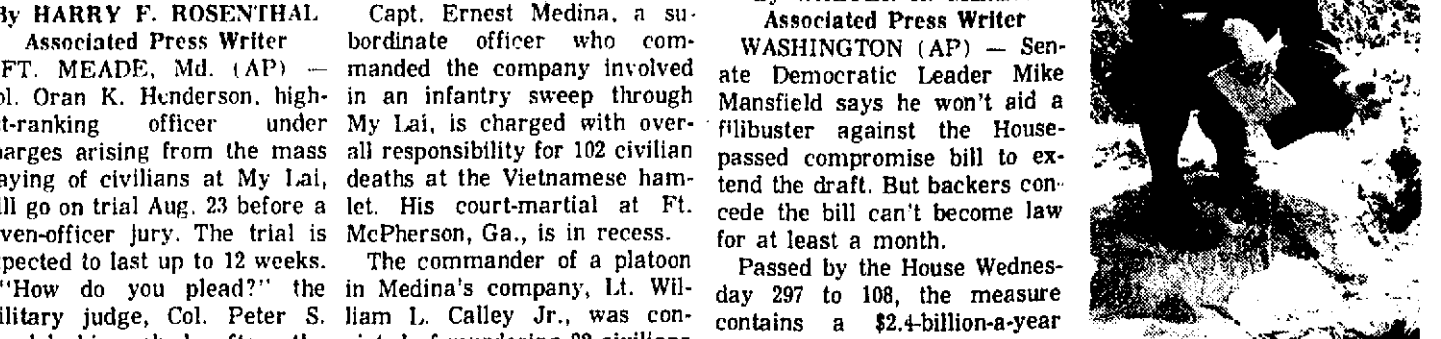 By HARRY F. ROSENTHAL
Associated Press Writer
FT. MEADE, Md. (AP) —
ol. Oran K. Henderson, high-
t-ranking officer under
harges arising from the mass
aying of civilians at My Lai,
ill go on trial Aug. 23 before a
ven-officer jury. The trial is
pected to last up to 12 weeks.
"How do you plead?" the
ilitary judge, Col. Peter S.
Capt. Ernest Medina, a su-
bordinate officer who com-
manded the company involved
in an infantry sweep through
My Lai, is charged with over-
all responsibility for 102 civilian
deaths at the Vietnamese ham-
let. His court-martial at Ft.
McPherson, Ga., is in recess.
The commander of a platoon
in Medina's company, Lt. Wil-
liam L. Calley Jr., was con-
Associated Press Writer
WASHINGTON (AP) — Sen-
ate Democratic Leader Mike
Mansfield says he won't aid a
filibuster against the House-
passed compromise bill to ex-
tend the draft. But backers con-
cede the bill can't become law
for at least a month.
Passed by the House Wednes-
day 297 to 108, the measure
contains a $2.4-billion-a-year